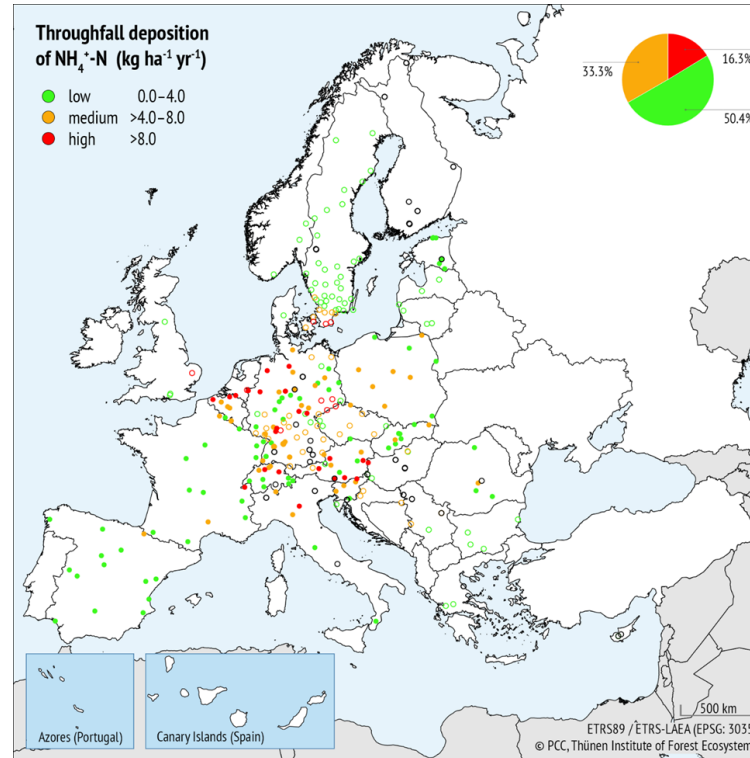 Throughfall deposition
of NH₄⁺-N (kg ha⁻¹ yr⁻¹)
low 0.0–4.0
medium >4.0–8.0
high >8.0
33.3%
16.3%
50.4%
Azores (Portugal)
Canary Islands (Spain)
500 km
ETRS89 / ETRS-LAEA (EPSG: 3035
© PCC, Thünen Institute of Forest Ecosystem